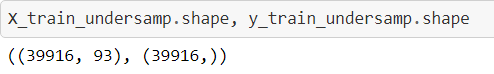 X_train_undersamp.shape, y_train_undersamp.shape
((39916, 93), (39916,))